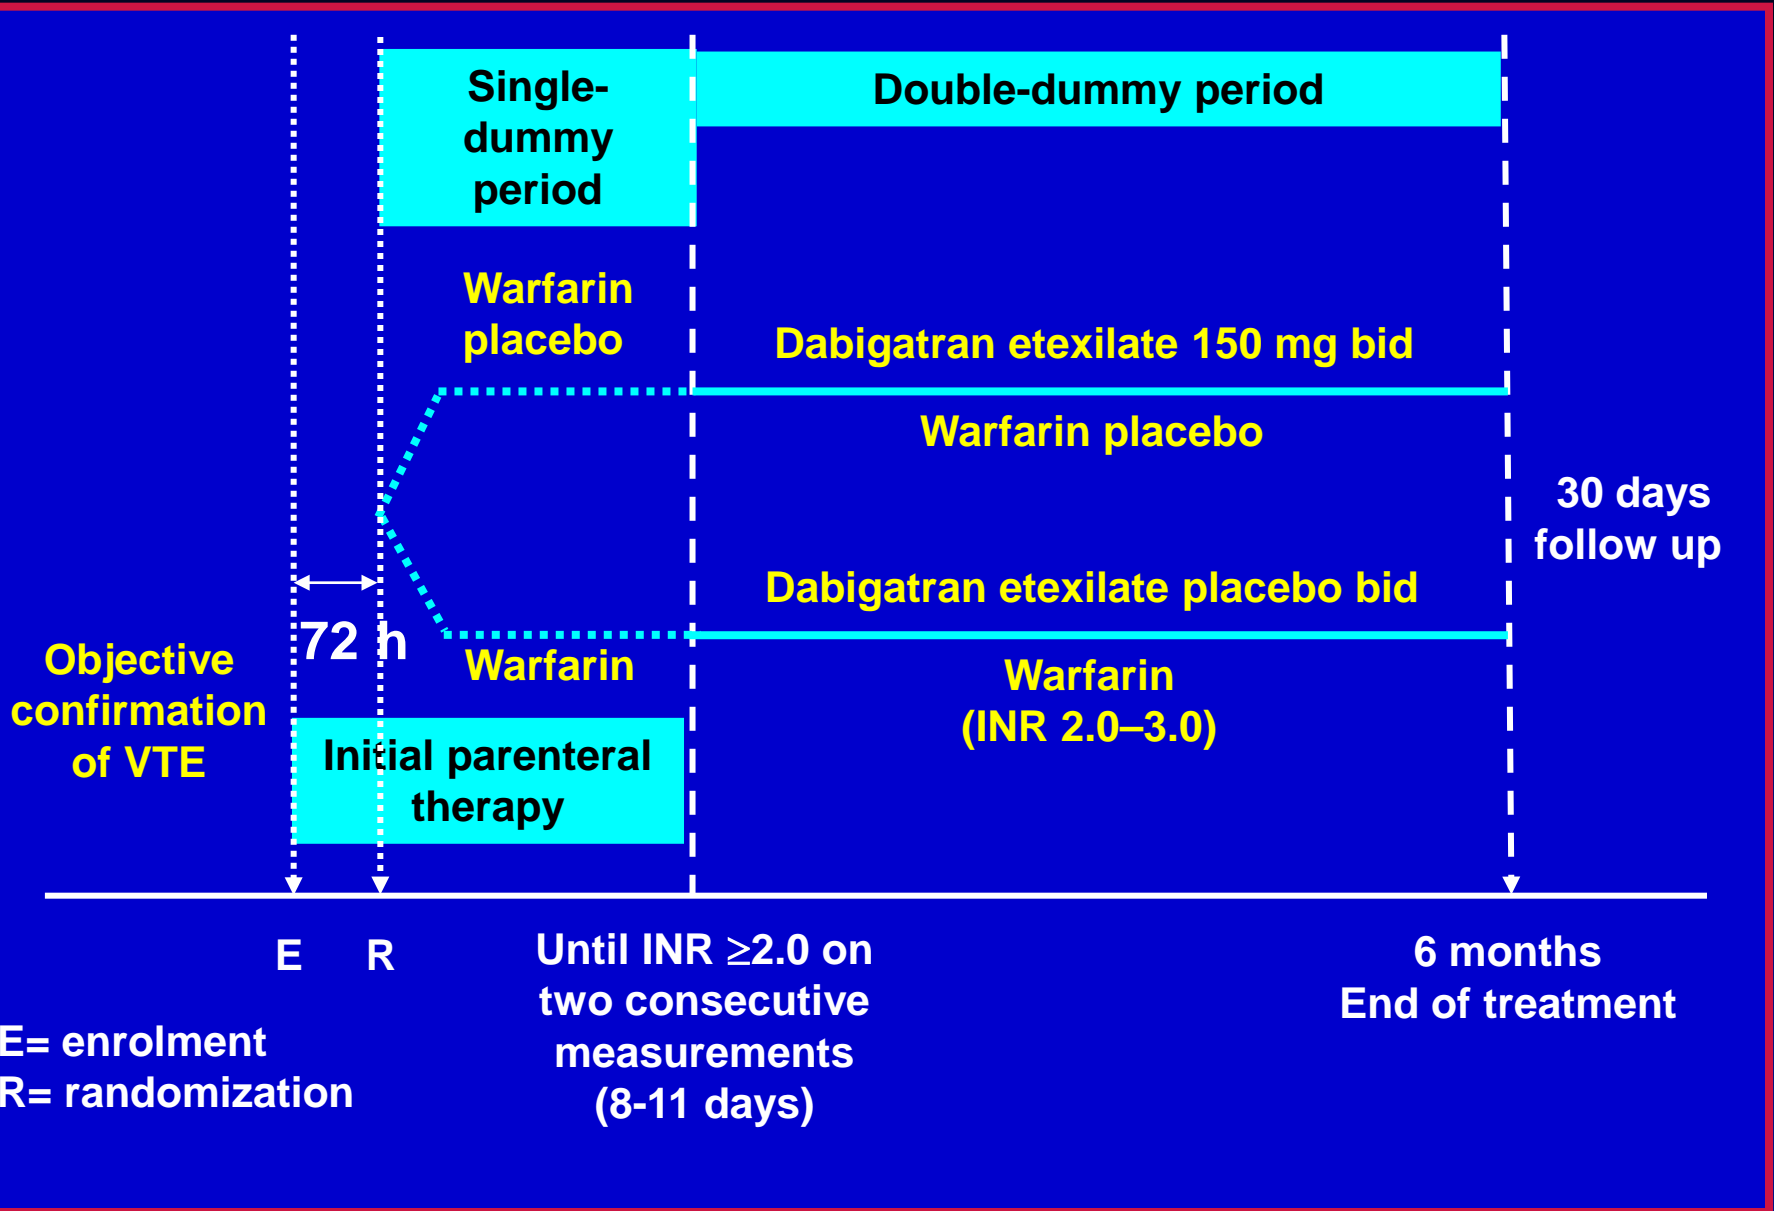 Single-
dummy
period
Double-dummy period
Warfarin
placebo
Dabigatran etexilate 150 mg bid
Warfarin placebo
30 days
follow up
Dabigatran etexilate placebo bid
72 h
Warfarin
Warfarin
(INR 2.0–3.0)
Objective
confirmation
of VTE
Initial parenteral
therapy
E
R
Until INR ≥2.0 on
two consecutive
measurements
(8-11 days)
6 months
End of treatment
E= enrolment
R= randomization